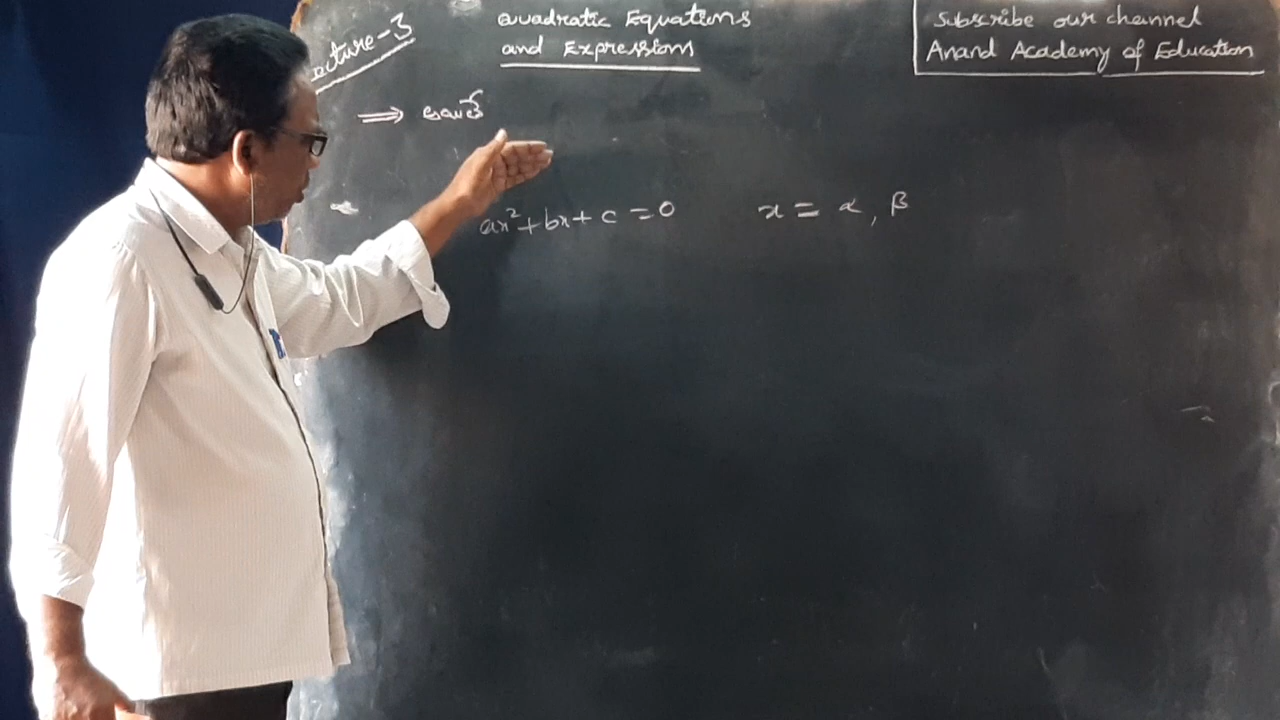 Lecture-3
Quadratic Equations
and Expressions
Subscribe our channel
Anand Academy of Education
⟹
ax²+bx+c=0 x = α, β